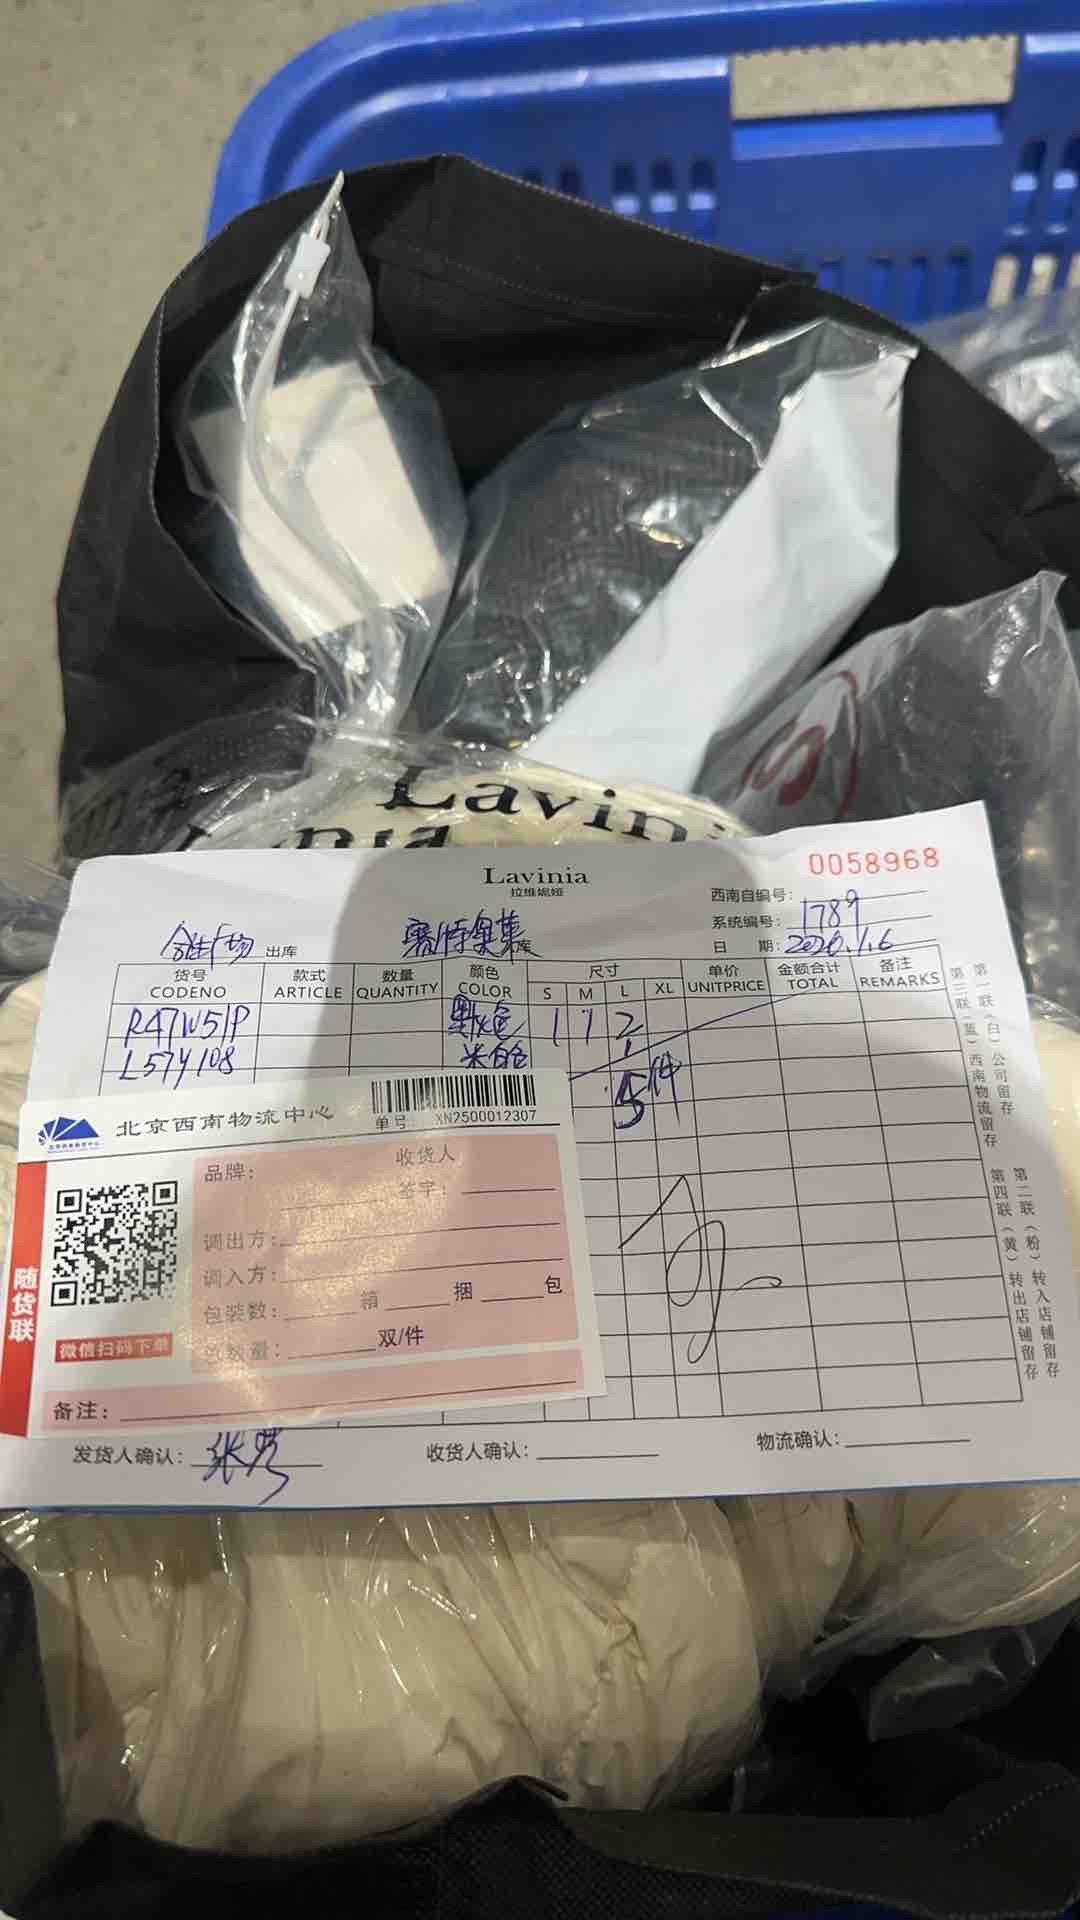 Lavinia
0058968
Lavinia
拉维妮娅
西南自编号：
系统编号：1789
出库 赛特奥莱 库 日 期：2026.1.6
货号 款式 数量 颜色 尺寸 单价 金额合计 备注
CODENO ARTICLE QUANTITY COLOR S M L XL UNITPRICE TOTAL REMARKS
R47W51P 黑灰色 1 1 2
L57Y108 米白色 1
5件
第一联（白）公司留存
第三联（蓝）西南物流留存
第二联（粉）转入店铺留存
第四联（黄）转出店铺留存
北京西南物流中心
单号：XN2500012307
品牌： 收货人
签字：
调出方：
调入方：
包装数： 箱 捆 包
双/件
随货联
微信扫码下单
备注：
发货人确认： 收货人确认： 物流确认：